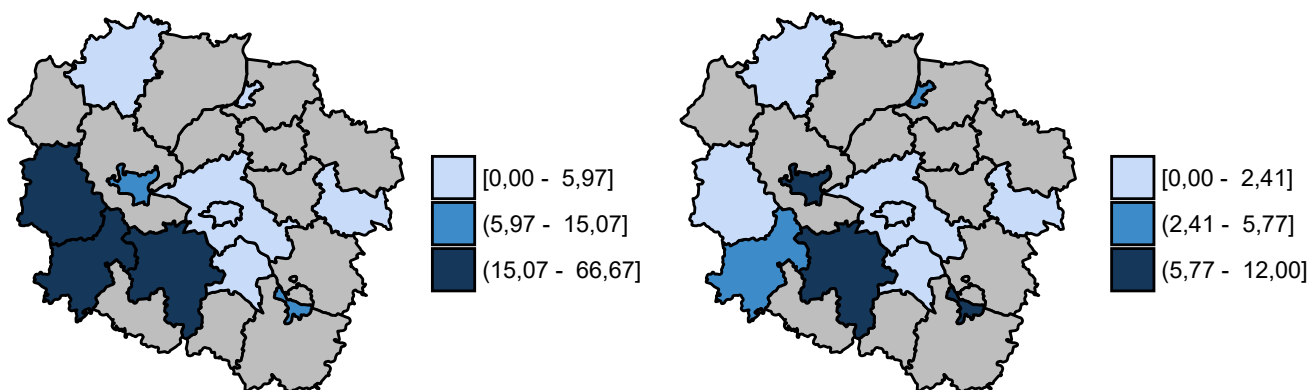 [0,00 -  5,97]
(5,97 -  15,07]
(15,07 -  66,67]
[0,00 -  2,41]
(2,41 -  5,77]
(5,77 -  12,00]